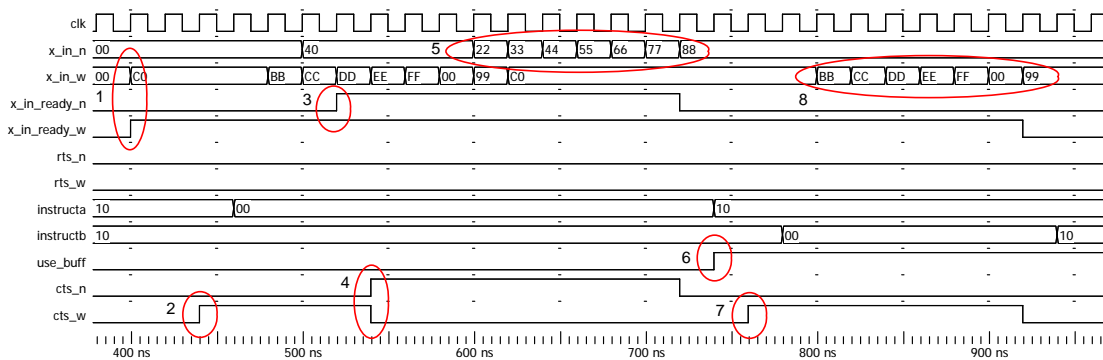 clk
x_in_n 00 40 5 22 33 44 55 66 77 88
x_in_w 00 C0 BB CC DD EE FF 00 99 C0 BB CC DD EE FF 00 99
x_in_ready_n 1 3 8
x_in_ready_w
rts_n
rts_w
instructa 10 00 10
instructb 10 00 10
use_buff 6
cts_n 4
cts_w 2 7
400 ns 500 ns 600 ns 700 ns 800 ns 900 ns